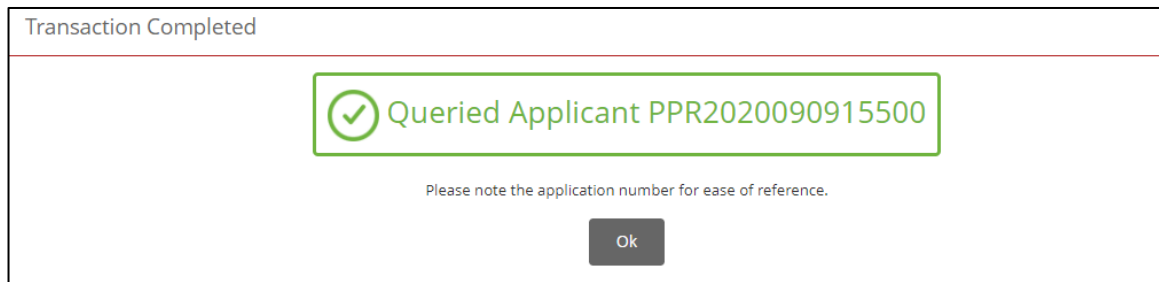 Transaction Completed
Queried Applicant PPR2020090915500
Please note the application number for ease of reference.
Ok